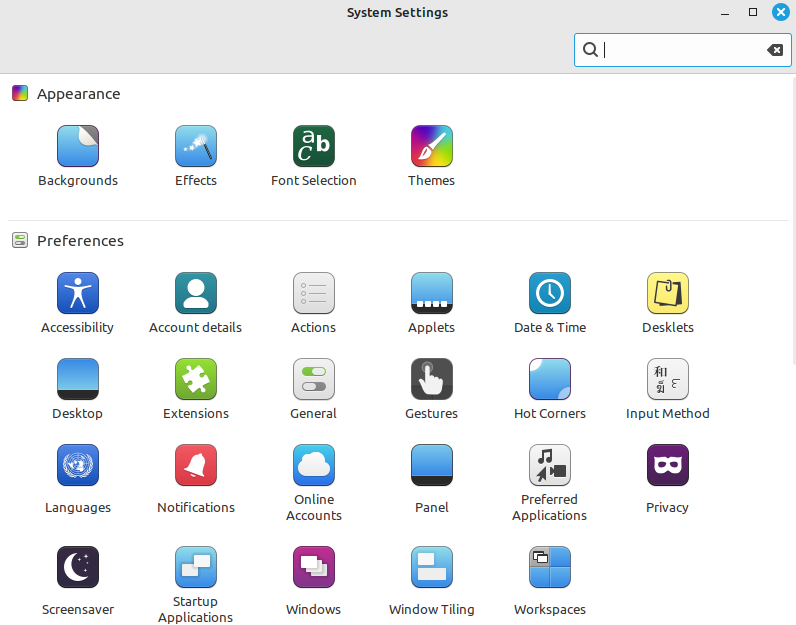 System Settings
Appearance
Backgrounds
Effects
Font Selection
Themes
Preferences
Accessibility
Account details
Actions
Applets
Date & Time
Desklets
Desktop
Extensions
General
Gestures
Hot Corners
Input Method
Languages
Notifications
Online
Accounts
Panel
Preferred
Applications
Privacy
Screensaver
Startup
Applications
Windows
Window Tiling
Workspaces